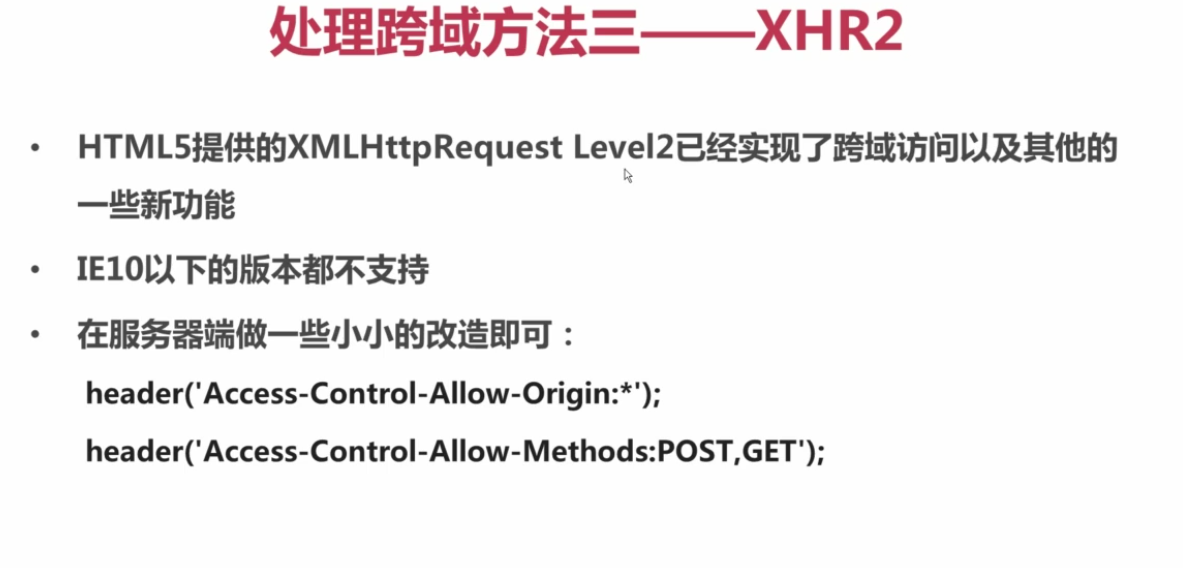 处理跨域方法三——XHR2
• HTML5提供的XMLHttpRequest Level2已经实现了跨域访问以及其他的
一些新功能
• IE10以下的版本都不支持
• 在服务器端做一些小小的改造即可：
header('Access-Control-Allow-Origin:*');
header('Access-Control-Allow-Methods:POST,GET');